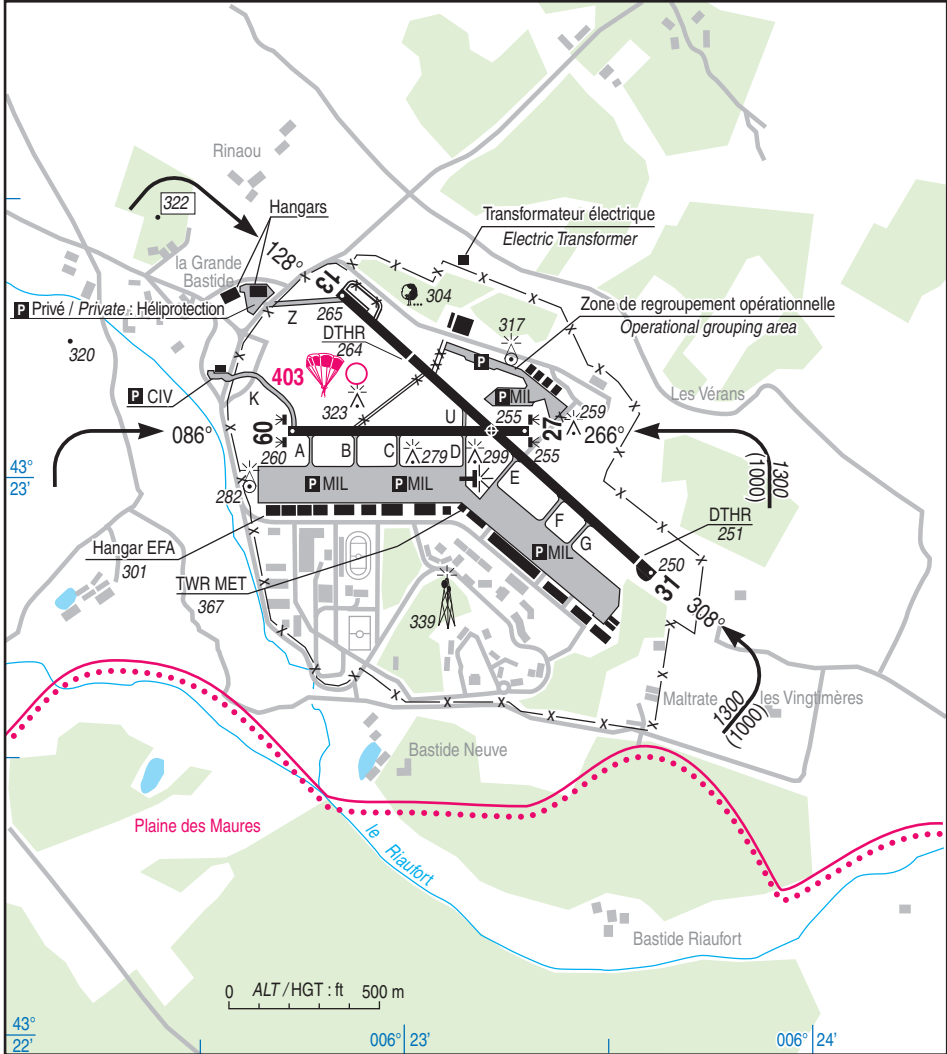 Rinaou
322
Hangars
Transformateur électrique
Electric Transformer
128°
la Grande
Bastide
13
304
Zone de regroupement opérationnelle
Operational grouping area
P Privé / Private : Héliprotection
Z
265
317
DTHR
264
320
P
403
Les Vérans
P CIV
P MIL
K
323
U
255
259
086°
09
27
266°
260
255
1300
(1000)
A
B
C
279
D
299
E
43°
23'
282
P MIL
P MIL
DTHR
251
F
G
Hangar EFA
301
P MIL
250
31
TWR MET
367
308°
339
Maltrate
les Vingtimères
1300
(1000)
Bastide Neuve
Plaine des Maures
le Riaufort
Bastide Riaufort
0 ALT / HGT : ft 500 m
43°
22'
006° 23'
006° 24'